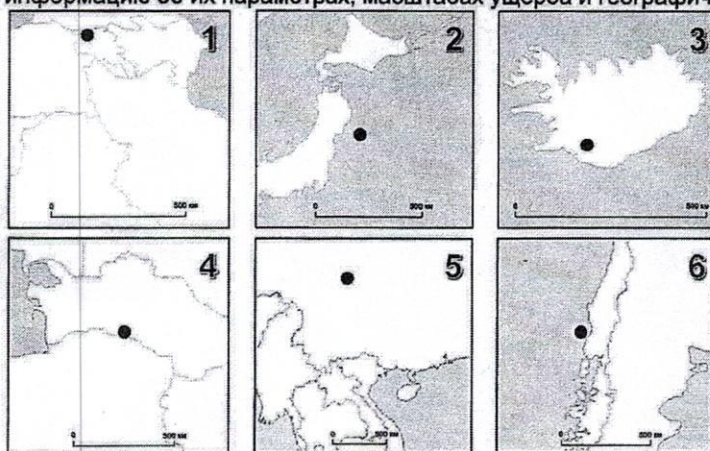 информацию об их параметрах, масштабах ущерба и географич
1 2 3
0 500 км
0 500 км
0 500 км
4 5 6
0 500 км
0 500 км
0 500 км